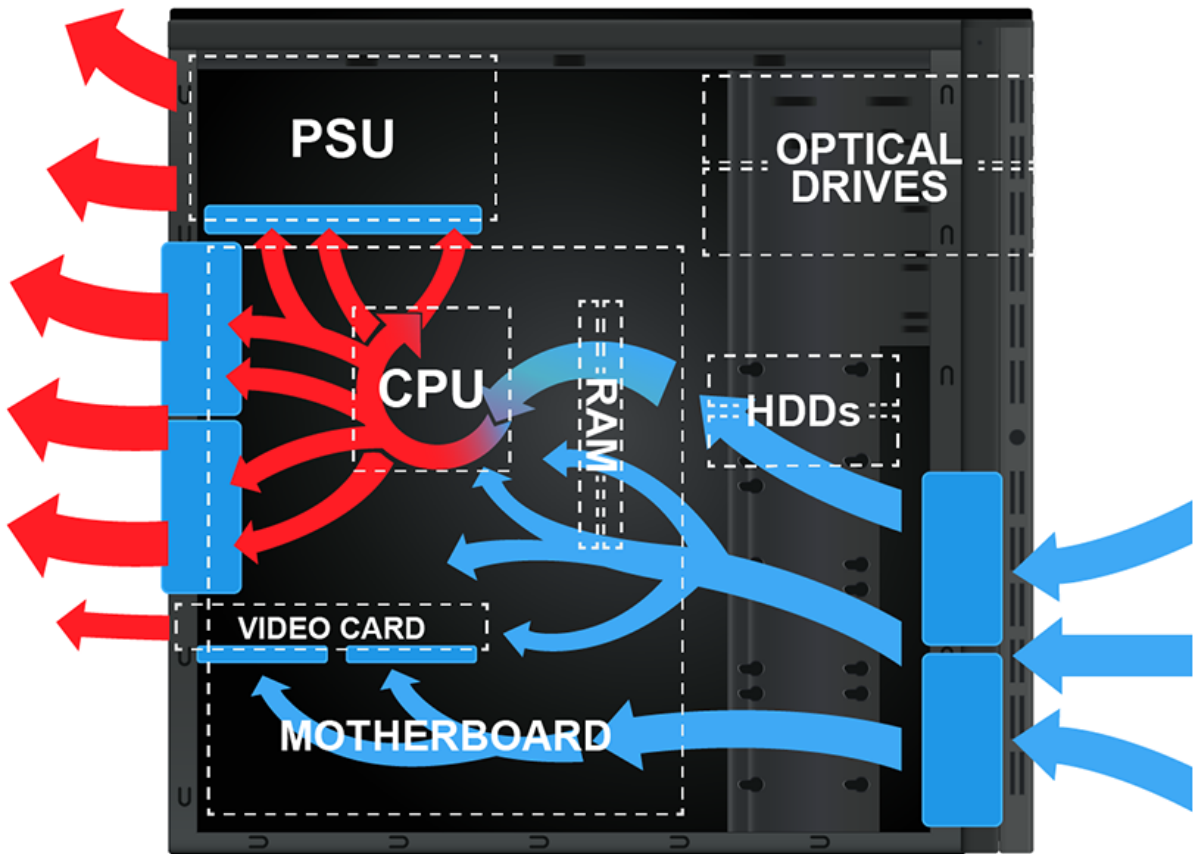 PSU
OPTICAL
DRIVES
CPU
RAM
HDDs
VIDEO CARD
MOTHERBOARD